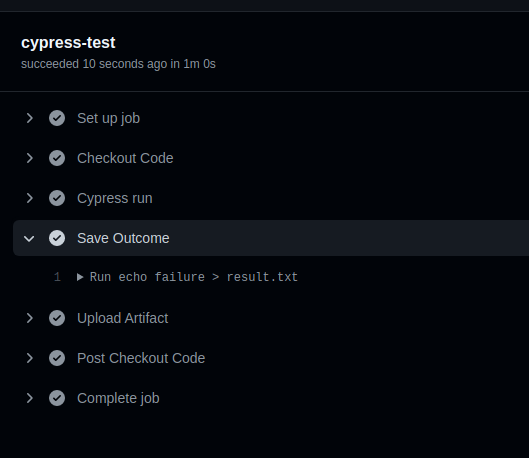 cypress-test
succeeded 10 seconds ago in 1m 0s
Set up job
Checkout Code
Cypress run
Save Outcome
1 Run echo failure > result.txt
Upload Artifact
Post Checkout Code
Complete job